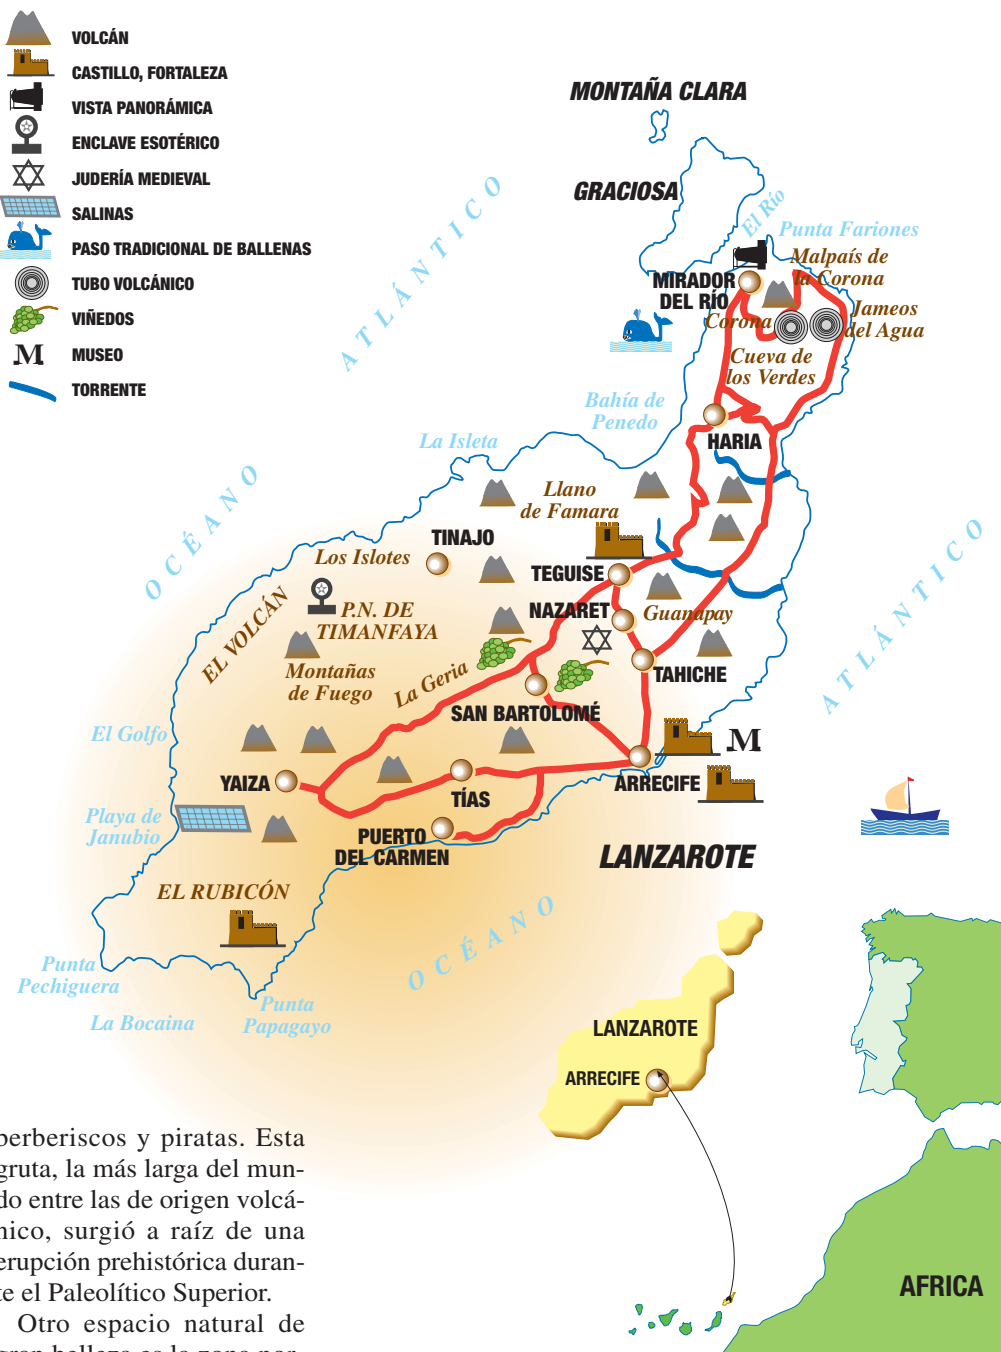 VOLCÁN
CASTILLO, FORTALEZA
VISTA PANORÁMICA
ENCLAVE ESOTÉRICO
JUDERÍA MEDIEVAL
SALINAS
PASO TRADICIONAL DE BALLENAS
TUBO VOLCÁNICO
VIÑEDOS
M MUSEO
TORRENTE
MONTAÑA CLARA
GRACIOSA
El Río
Punta Fariones
Malpaís de
la Corona
MIRADOR
DEL RÍO
Corona
Jameos
del Agua
Cueva de
los Verdes
ATLÁNTICO
Bahía de
Penedo
HARIA
La Isleta
OCÉANO
Llano
de Famara
TINAJO
Los Islotes
TEGUISE
EL VOLCÁN
P.N. DE
TIMANFAYA
NAZARET
Guanapay
Montañas
de Fuego
La Geria
TAHICHE
SAN BARTOLOMÉ
ATLÁNTICO
El Golfo
M
YAIZA
TÍAS
ARRECIFE
Playa de
Janubio
PUERTO
DEL CARMEN
LANZAROTE
EL RUBICÓN
OCÉANO
Punta
Pechiguera
La Bocaina
Punta
Papagayo
LANZAROTE
ARRECIFE
AFRICA
berberiscos y piratas. Esta
gruta, la más larga del mun-
do entre las de origen volcá-
nico, surgió a raíz de una
erupción prehistórica duran-
te el Paleolítico Superior.
Otro espacio natural de
gran belleza es la zona nor-